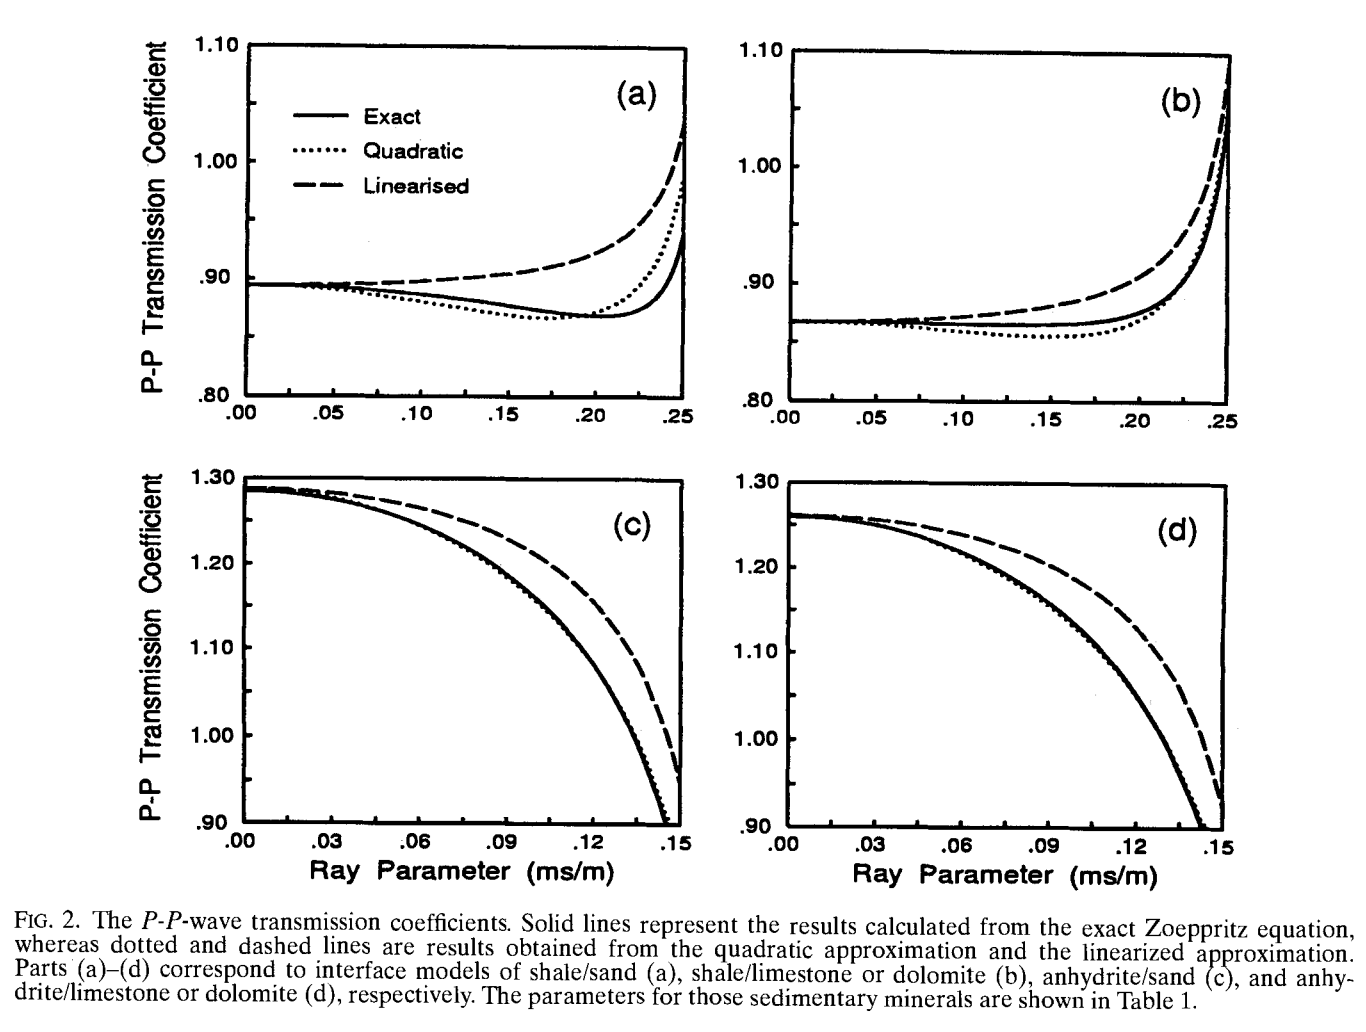 1.10
1.00
.90
.80
P-P Transmission Coefficient
(a)
Exact
Quadratic
Linearised
.00 .05 .10 .15 .20 .25
1.10
1.00
.90
.80
(b)
.00 .05 .10 .15 .20 .25
1.30
1.20
1.10
1.00
.90
P-P Transmission Coefficient
(c)
.00 .03 .06 .09 .12 .15
Ray Parameter (ms/m)
1.30
1.20
1.10
1.00
.90
(d)
.00 .03 .06 .09 .12 .15
Ray Parameter (ms/m)
FIG. 2. The P-P-wave transmission coefficients. Solid lines represent the results calculated from the exact Zoeppritz equation,
whereas dotted and dashed lines are results obtained from the quadratic approximation and the linearized approximation.
Parts (a)–(d) correspond to interface models of shale/sand (a), shale/limestone or dolomite (b), anhydrite/sand (c), and anhy-
drite/limestone or dolomite (d), respectively. The parameters for those sedimentary minerals are shown in Table 1.